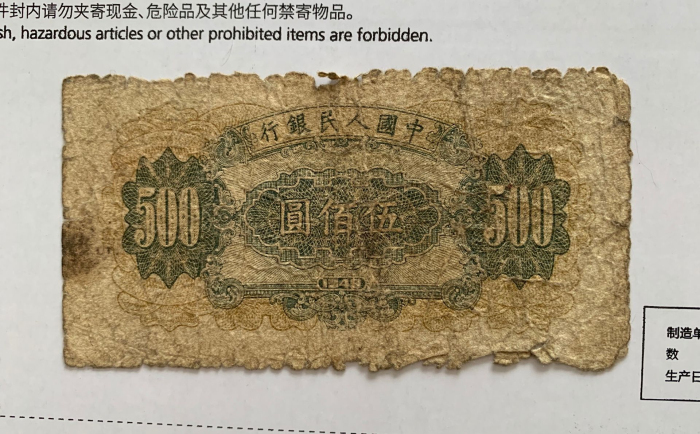 件封内请勿夹寄现金、危险品及其他任何禁寄物品。
sh, hazardous articles or other prohibited items are forbidden.
行銀民人國中
500 圓佰伍 500
1949
制造单
数
生产日